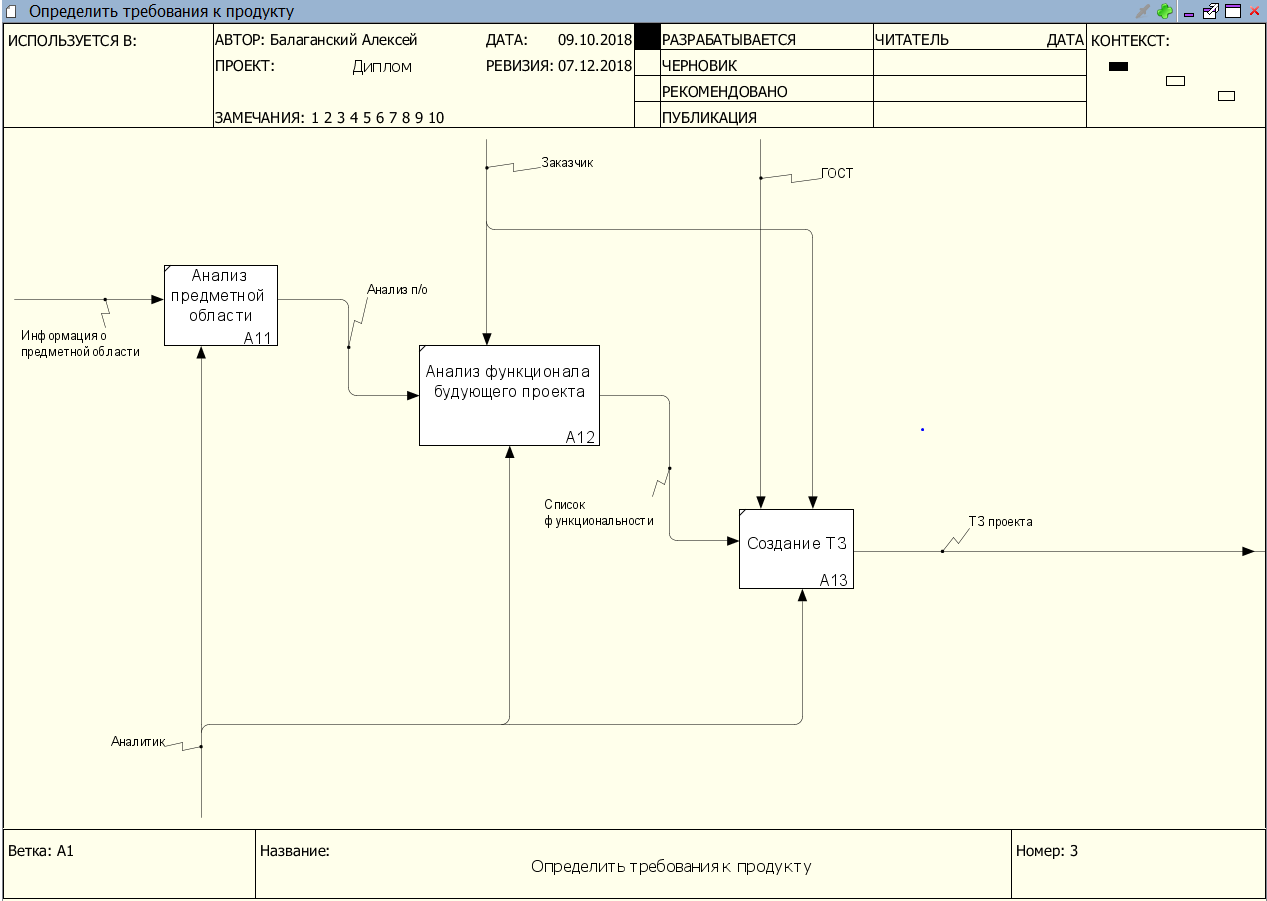 Определить требования к продукту
ИСПОЛЬЗУЕТСЯ В:
АВТОР: Балаганский Алексей
ДАТА: 09.10.2018
ПРОЕКТ: Диплом
РЕВИЗИЯ: 07.12.2018
ЗАМЕЧАНИЯ: 1 2 3 4 5 6 7 8 9 10
РАЗРАБАТЫВАЕТСЯ
ЧЕРНОВИК
РЕКОМЕНДОВАНО
ПУБЛИКАЦИЯ
ЧИТАТЕЛЬ
ДАТА
КОНТЕКСТ:
Заказчик
ГОСТ
Анализ
предметной
области
A11
Информация о
предметной области
Анализ п/о
Анализ функционала
будующего проекта
A12
Список
функциональности
Создание ТЗ
A13
ТЗ проекта
Аналитик
Ветка: A1
Название:
Определить требования к продукту
Номер: 3